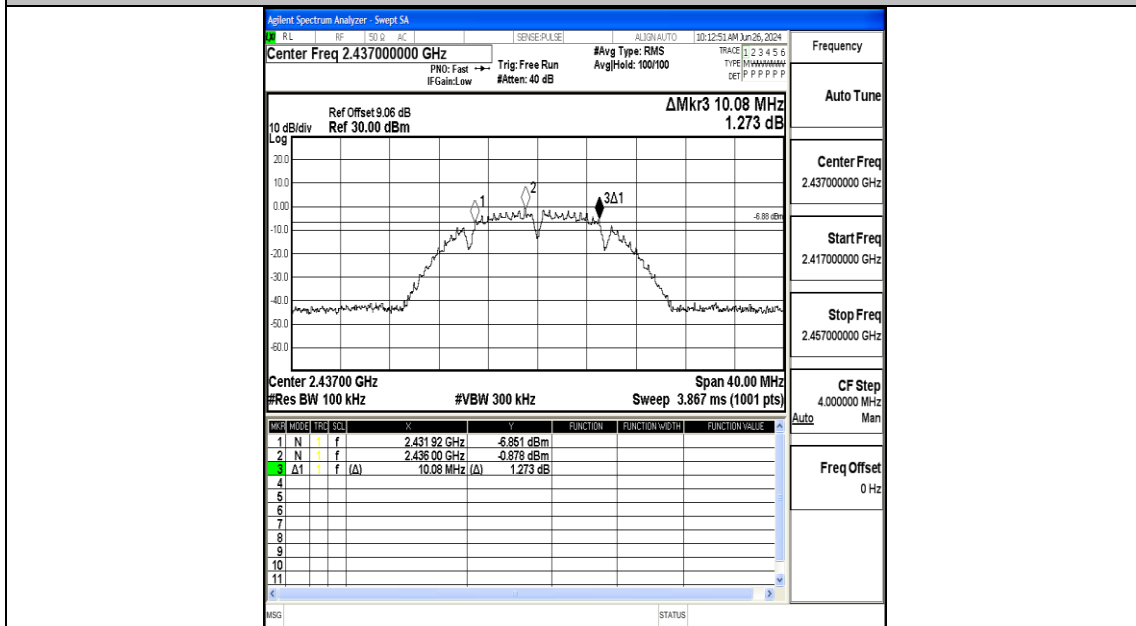 Agilent Spectrum Analyzer - Swept SA
RL RF 50 Ω AC SENSE:PULSE ALIGN AUTO 10:12:51 AM Jun 26, 2024
Center Freq 2.437000000 GHz #Avg Type: RMS TRACE 1 2 3 4 5 6
PNO: Fast Trig: Free Run Avg|Hold: 100/100 TYPE M
IFGain:Low #Atten: 40 dB DET P P P P P P
Frequency
Auto Tune
Center Freq
2.437000000 GHz
Start Freq
2.417000000 GHz
Stop Freq
2.457000000 GHz
CF Step
4.000000 MHz
Auto Man
Freq Offset
0 Hz
ΔMkr3 10.08 MHz
1.273 dB
Ref Offset 9.06 dB
10 dB/div Ref 30.00 dBm
Log
20.0
10.0
0.00
-10.0
-20.0
-30.0
-40.0
-50.0
-60.0
1
2
3Δ1
-6.88 dBm
Center 2.43700 GHz Span 40.00 MHz
#Res BW 100 kHz #VBW 300 kHz Sweep 3.867 ms (1001 pts)
MKR MODE TRC SCL X Y FUNCTION FUNCTION WIDTH FUNCTION VALUE
1 N 1 f 2.431 92 GHz -6.851 dBm
2 N 1 f 2.436 00 GHz -0.878 dBm
3 Δ1 1 f (Δ) 10.08 MHz (Δ) 1.273 dB
4
5
6
7
8
9
10
11
MSG STATUS